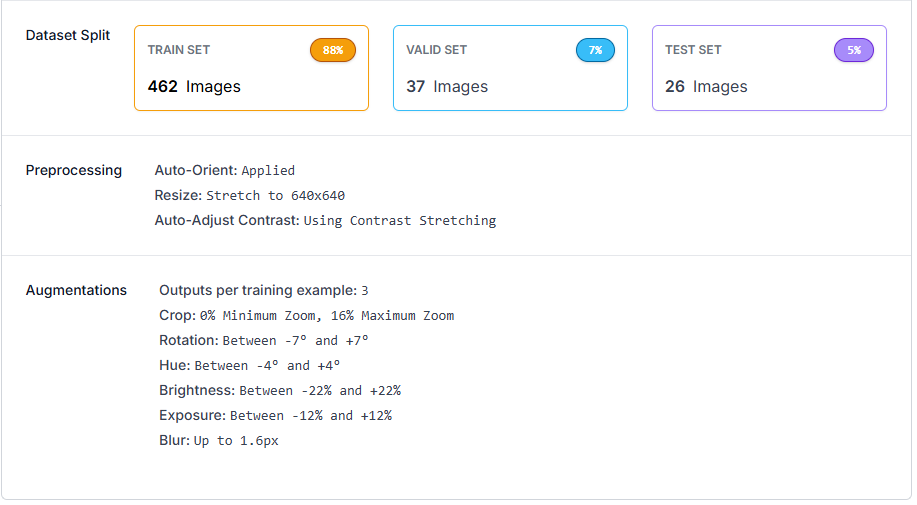 Dataset Split
TRAIN SET 88%
462 Images
VALID SET 7%
37 Images
TEST SET 5%
26 Images
Preprocessing
Auto-Orient: Applied
Resize: Stretch to 640x640
Auto-Adjust Contrast: Using Contrast Stretching
Augmentations
Outputs per training example: 3
Crop: 0% Minimum Zoom, 16% Maximum Zoom
Rotation: Between -7° and +7°
Hue: Between -4° and +4°
Brightness: Between -22% and +22%
Exposure: Between -12% and +12%
Blur: Up to 1.6px